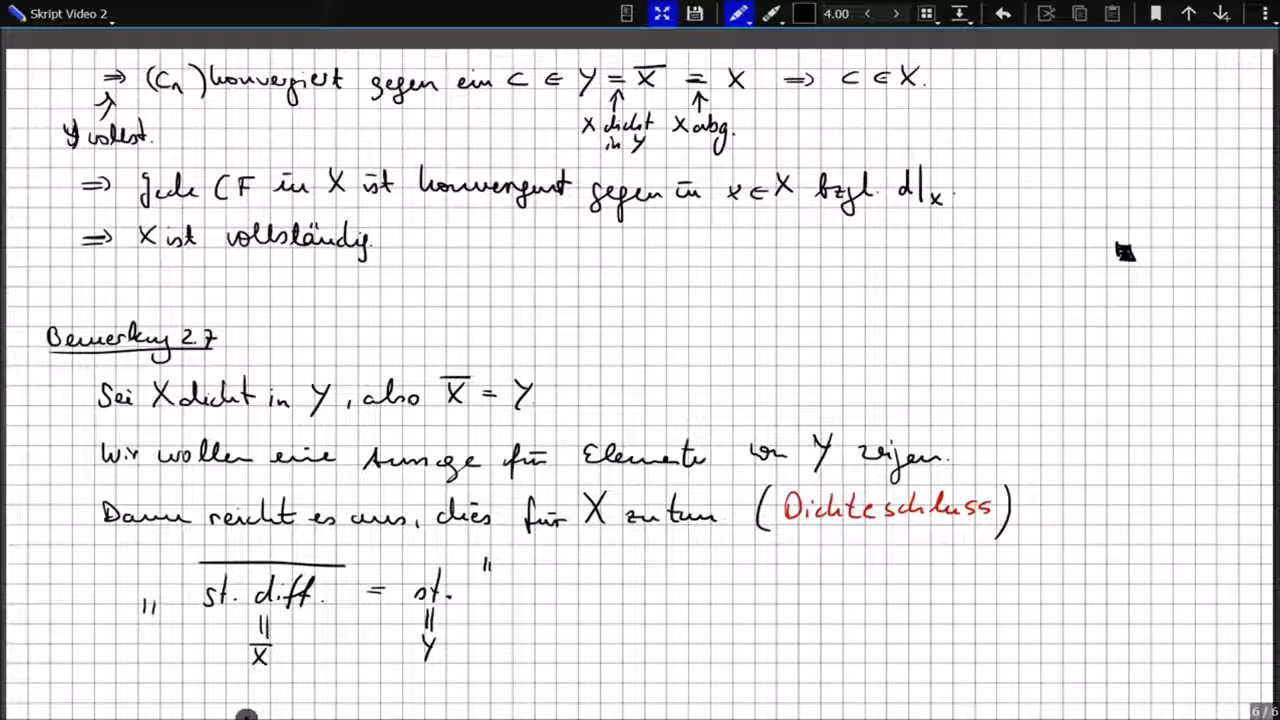 Skript Video 2
4.00
⇒ (Cn) konvergiert gegen ein c ∈ Y = X̅ = X ⇒ c ∈ X.
Y vollst. X dicht in Y X abg.
⇒ Jede CF in X ist konvergent gegen ein x ∈ X bzgl. d|x.
⇒ X ist vollständig.
Bemerkung 2.7
Sei X dicht in Y, also X̅ = Y
Wir wollen eine Aussage für Elemente von Y zeigen.
Dann reicht es aus, dies für X zu tun (Dichteschluss)
" st. diff. = st. "
|| ||
X Y
6 / 6